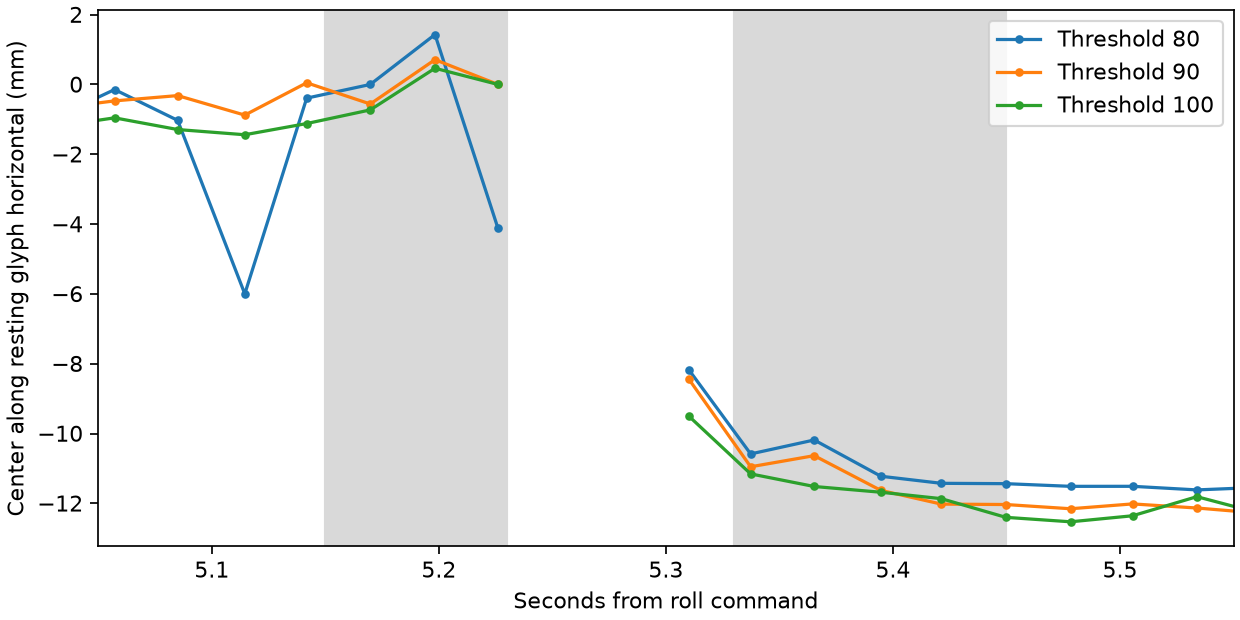 Center along resting glyph horizontal (mm)
2
0
−2
−4
−6
−8
−10
−12
Threshold 80
Threshold 90
Threshold 100
5.1 5.2 5.3 5.4 5.5
Seconds from roll command